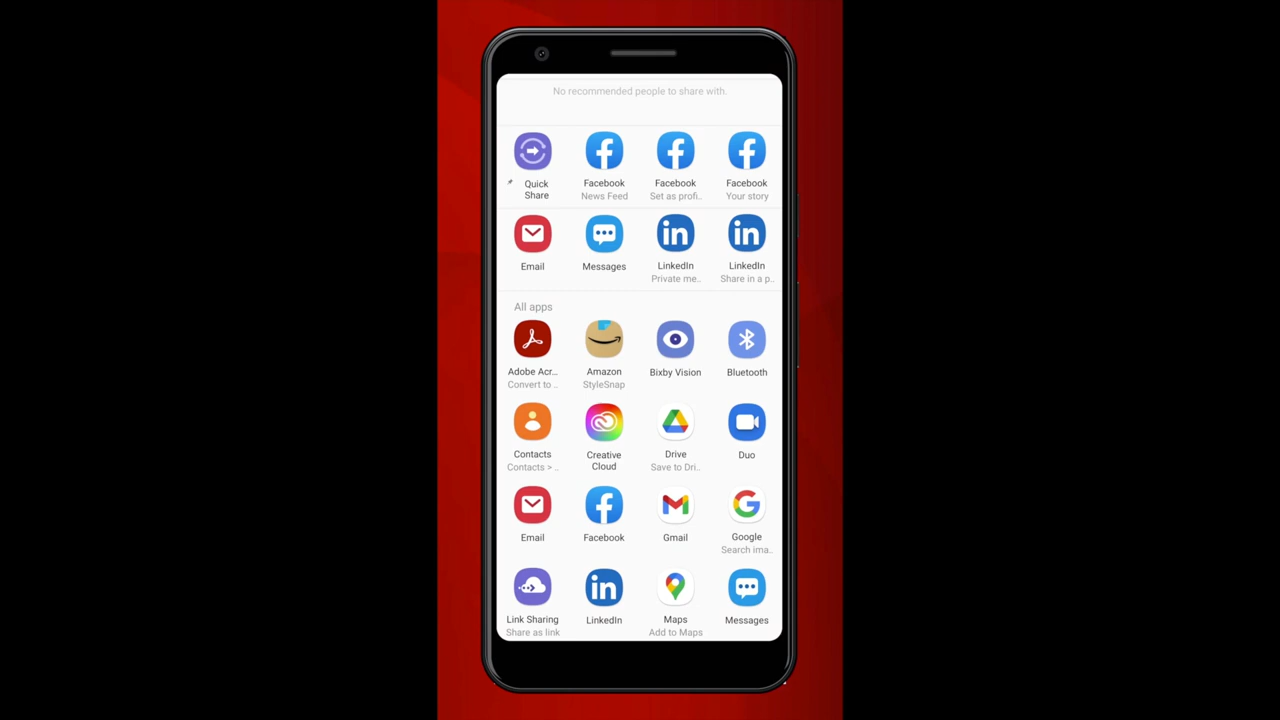 No recommended people to share with.
Quick
Share
Facebook
News Feed
Facebook
Set as profi..
Facebook
Your story
Email
Messages
LinkedIn
Private me..
LinkedIn
Share in a p..
All apps
Adobe Acr...
Convert to ..
Amazon
StyleSnap
Bixby Vision
Bluetooth
Contacts
Contacts > ..
Creative
Cloud
Drive
Save to Dri..
Duo
Email
Facebook
Gmail
Google
Search ima..
Link Sharing
Share as link
LinkedIn
Maps
Add to Maps
Messages